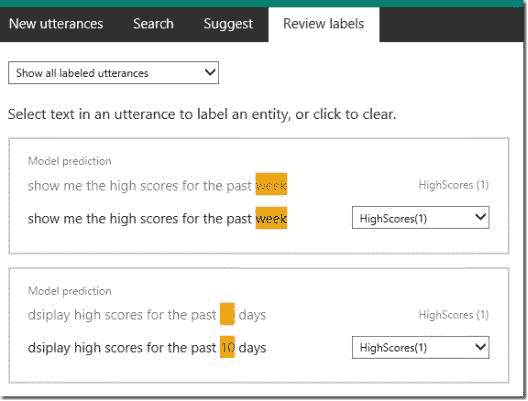 New utterances Search Suggest Review labels
Show all labeled utterances
Select text in an utterance to label an entity, or click to clear.
Model prediction
show me the high scores for the past week HighScores (1)
show me the high scores for the past week HighScores(1)
Model prediction
dsiplay high scores for the past days HighScores (1)
dsiplay high scores for the past 10 days HighScores(1)